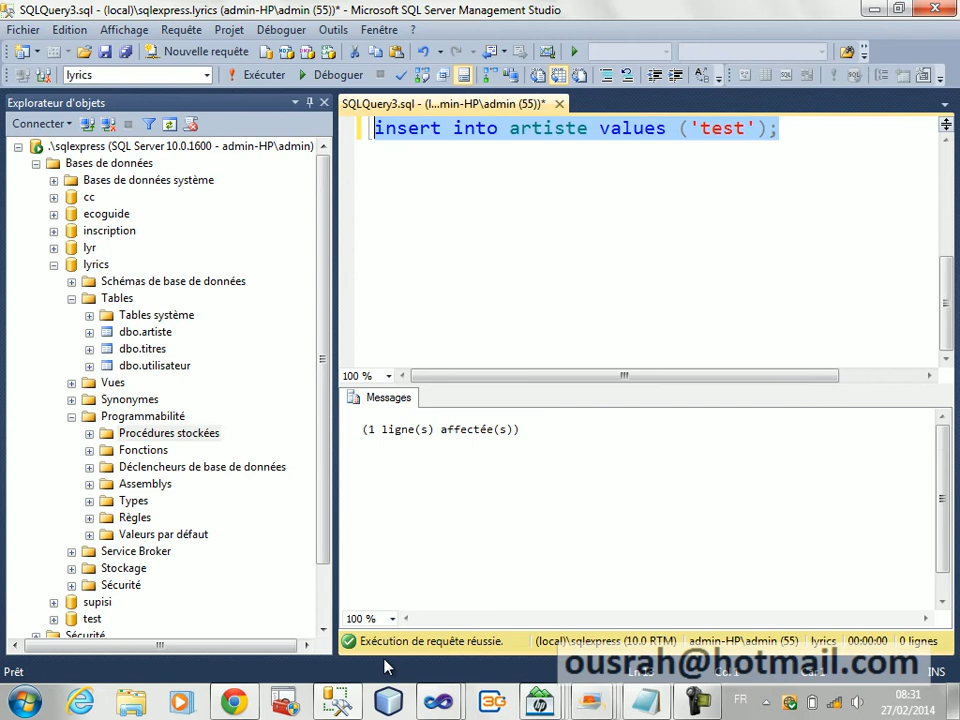 SQLQuery3.sql - (local)\sqlexpress.lyrics (admin-HP\admin (55))* - Microsoft SQL Server Management Studio
Fichier Edition Affichage Requête Projet Déboguer Outils Fenêtre ?
Nouvelle requête
lyrics Exécuter Déboguer
Explorateur d'objets
Connecter
.\sqlexpress (SQL Server 10.0.1600 - admin-HP\admin)
Bases de données
Bases de données système
cc
ecoguide
inscription
lyr
lyrics
Schémas de base de données
Tables
Tables système
dbo.artiste
dbo.titres
dbo.utilisateur
Vues
Synonymes
Programmabilité
Procédures stockées
Fonctions
Déclencheurs de base de données
Assemblys
Types
Règles
Valeurs par défaut
Service Broker
Stockage
Sécurité
supisi
test
Sécurité
SQLQuery3.sql - (l...min-HP\admin (55))*
insert into artiste values ('test');
100 %
Messages
(1 ligne(s) affectée(s))
100 %
Exécution de requête réussie. (local)\sqlexpress (10.0 RTM) admin-HP\admin (55) lyrics 00:00:00 0 lignes
Prêt Col 1 INS
ousrah@hotmail.com
FR 08:31
27/02/2014